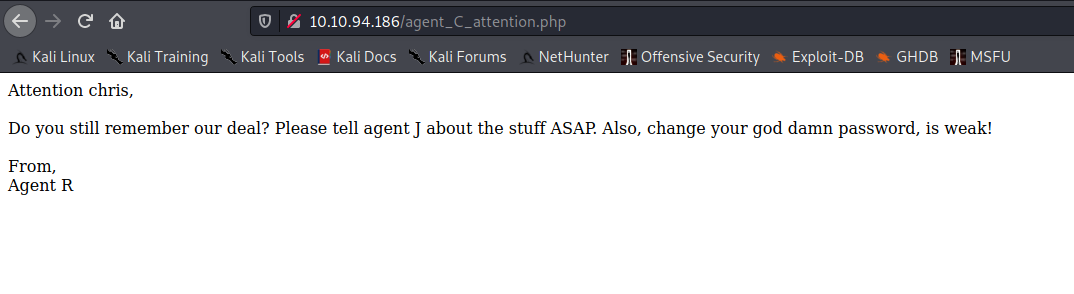 10.10.94.186/agent_C_attention.php
Kali Linux Kali Training Kali Tools Kali Docs Kali Forums NetHunter Offensive Security Exploit-DB GHDB MSFU
Attention chris,
Do you still remember our deal? Please tell agent J about the stuff ASAP. Also, change your god damn password, is weak!
From,
Agent R